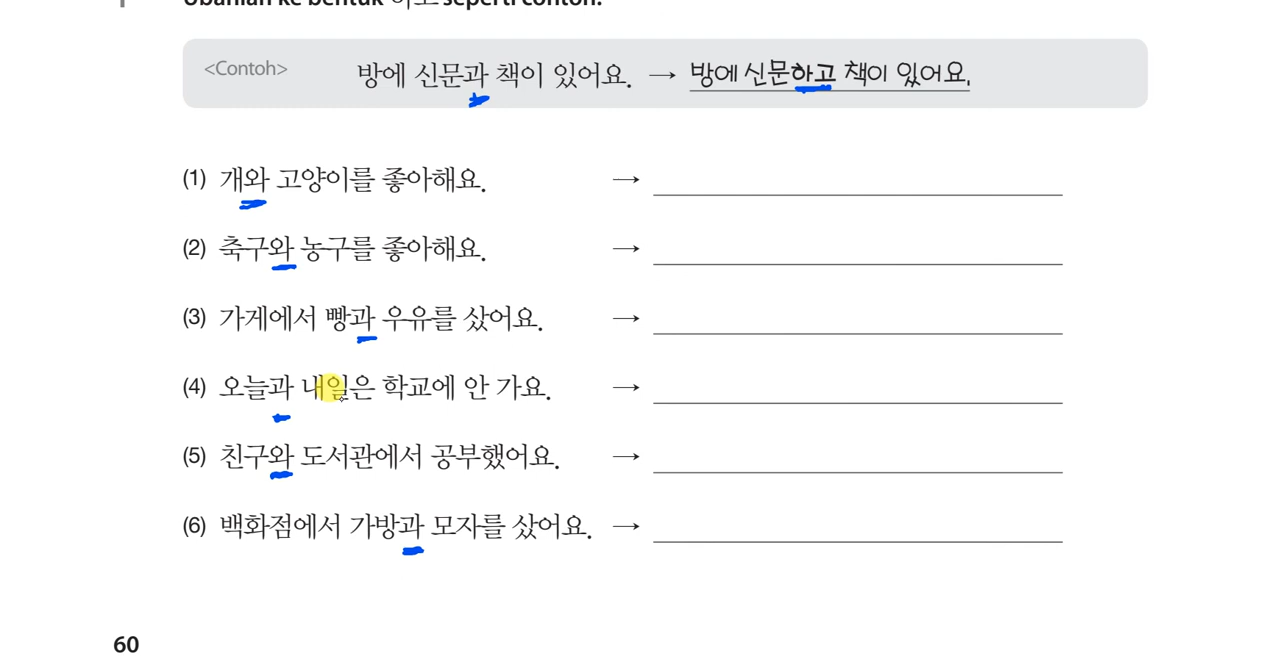 Ubahlah ke bentuk 하고 seperti contoh.
<Contoh> 방에 신문과 책이 있어요. → 방에 신문하고 책이 있어요.
(1) 개와 고양이를 좋아해요. →
(2) 축구와 농구를 좋아해요. →
(3) 가게에서 빵과 우유를 샀어요. →
(4) 오늘과 내일은 학교에 안 가요. →
(5) 친구와 도서관에서 공부했어요. →
(6) 백화점에서 가방과 모자를 샀어요. →
60